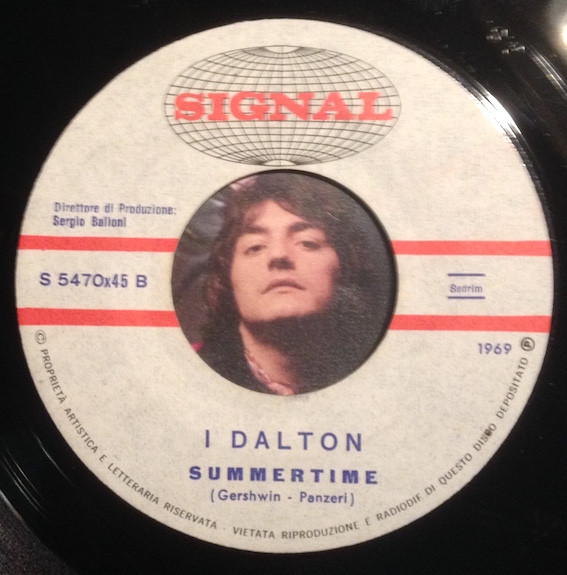 SIGNAL
Direttore di Produzione:
Sergio Balloni
S 5470x45 B
Sedrim
1969
I DALTON
SUMMERTIME
(Gershwin - Panzeri)
© PROPRIETÀ ARTISTICA E LETTERARIA RISERVATA · VIETATA RIPRODUZIONE E RADIODIF DI QUESTO DISCO DEPOSITATO ℗